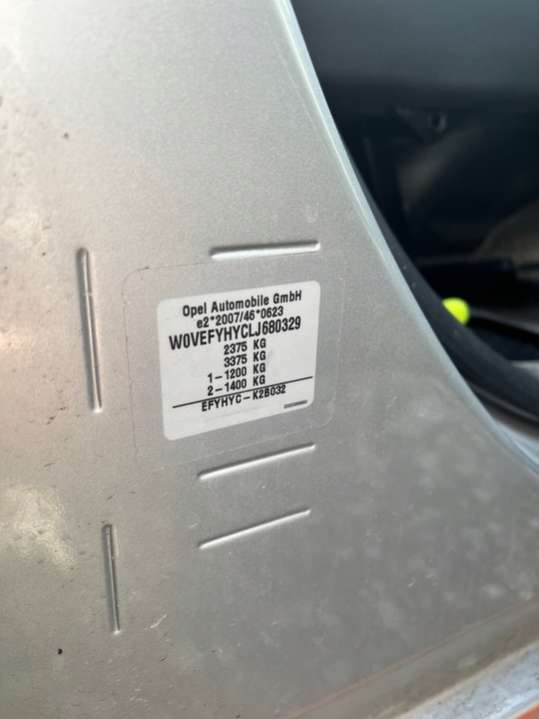 Opel Automobile GmbH
e2*2007/46*0623
W0VEFYHYCLJ680329
2375 KG
3375 KG
1-1200 KG
2-1400 KG
EFYHYC-K2B032